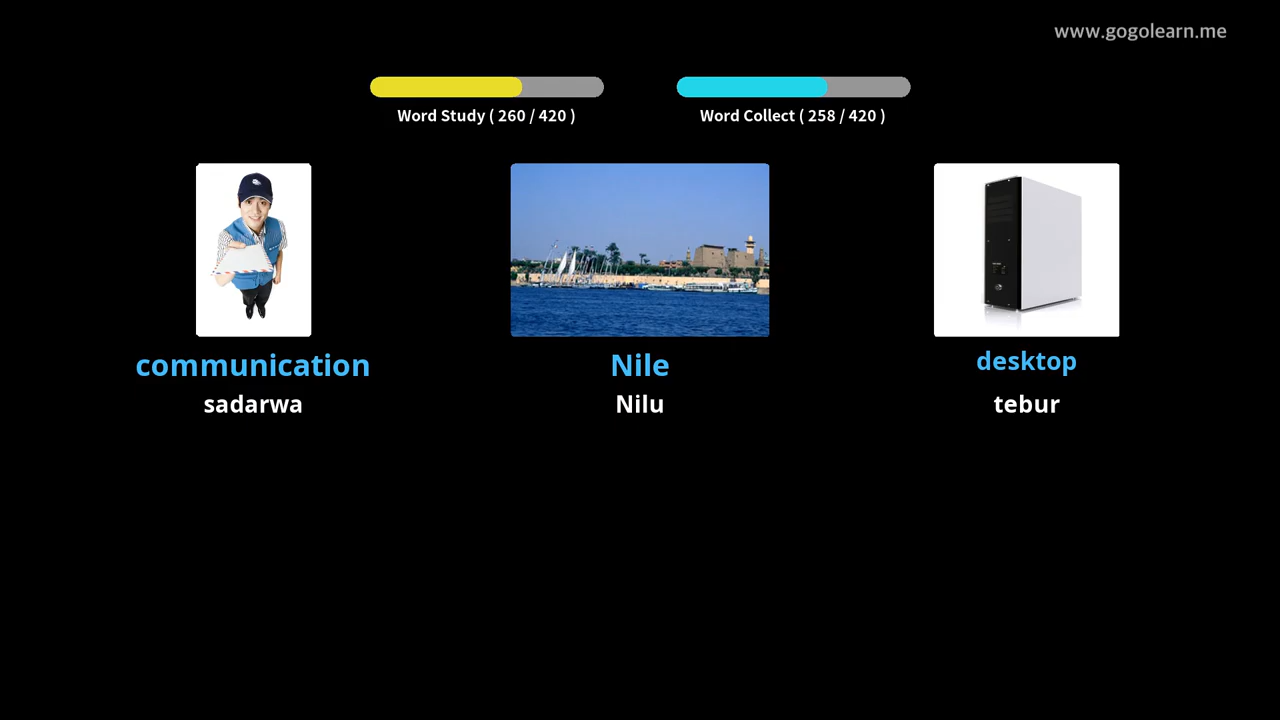 www.gogolearn.me
Word Study ( 260 / 420 )
Word Collect ( 258 / 420 )
communication
Nile
desktop
sadarwa
Nilu
tebur